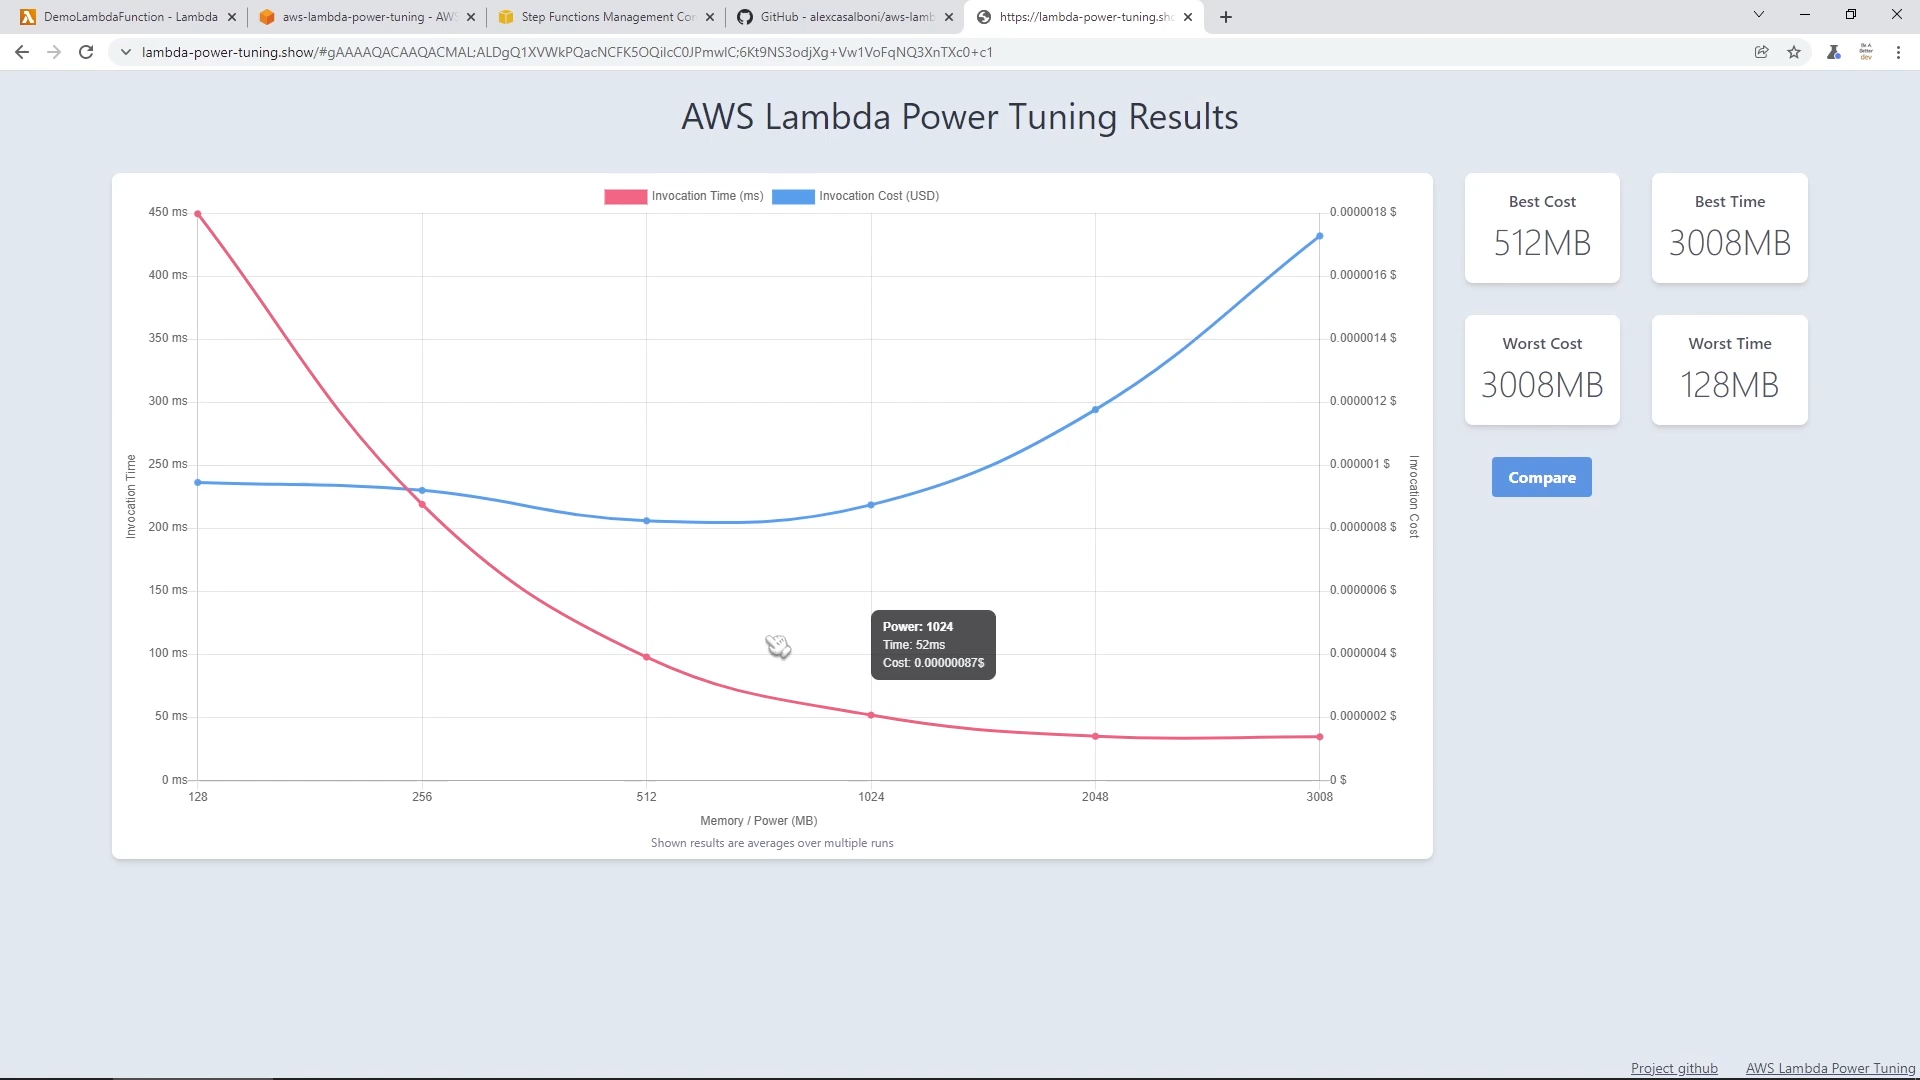 DemoLambdaFunction - Lambda
aws-lambda-power-tuning - AWS
Step Functions Management Con
GitHub - alexcasalboni/aws-lamb
https://lambda-power-tuning.sho
lambda-power-tuning.show/#gAAAAQACAAQACMAL;ALDgQ1XVWkPQacNCFK5OQilcC0JPmwlC;6Kt9NS3odjXg+Vw1VoFqNQ3XnTXc0+c1
AWS Lambda Power Tuning Results
Invocation Time (ms)
Invocation Cost (USD)
450 ms
400 ms
350 ms
300 ms
250 ms
200 ms
150 ms
100 ms
50 ms
0 ms
Invocation Time
0.0000018 $
0.0000016 $
0.0000014 $
0.0000012 $
0.000001 $
0.0000008 $
0.0000006 $
0.0000004 $
0.0000002 $
0 $
Invocation Cost
Power: 1024
Time: 52ms
Cost: 0.00000087$
128
256
512
1024
2048
3008
Memory / Power (MB)
Shown results are averages over multiple runs
Best Cost
512MB
Best Time
3008MB
Worst Cost
3008MB
Worst Time
128MB
Compare
Project github
AWS Lambda Power Tuning